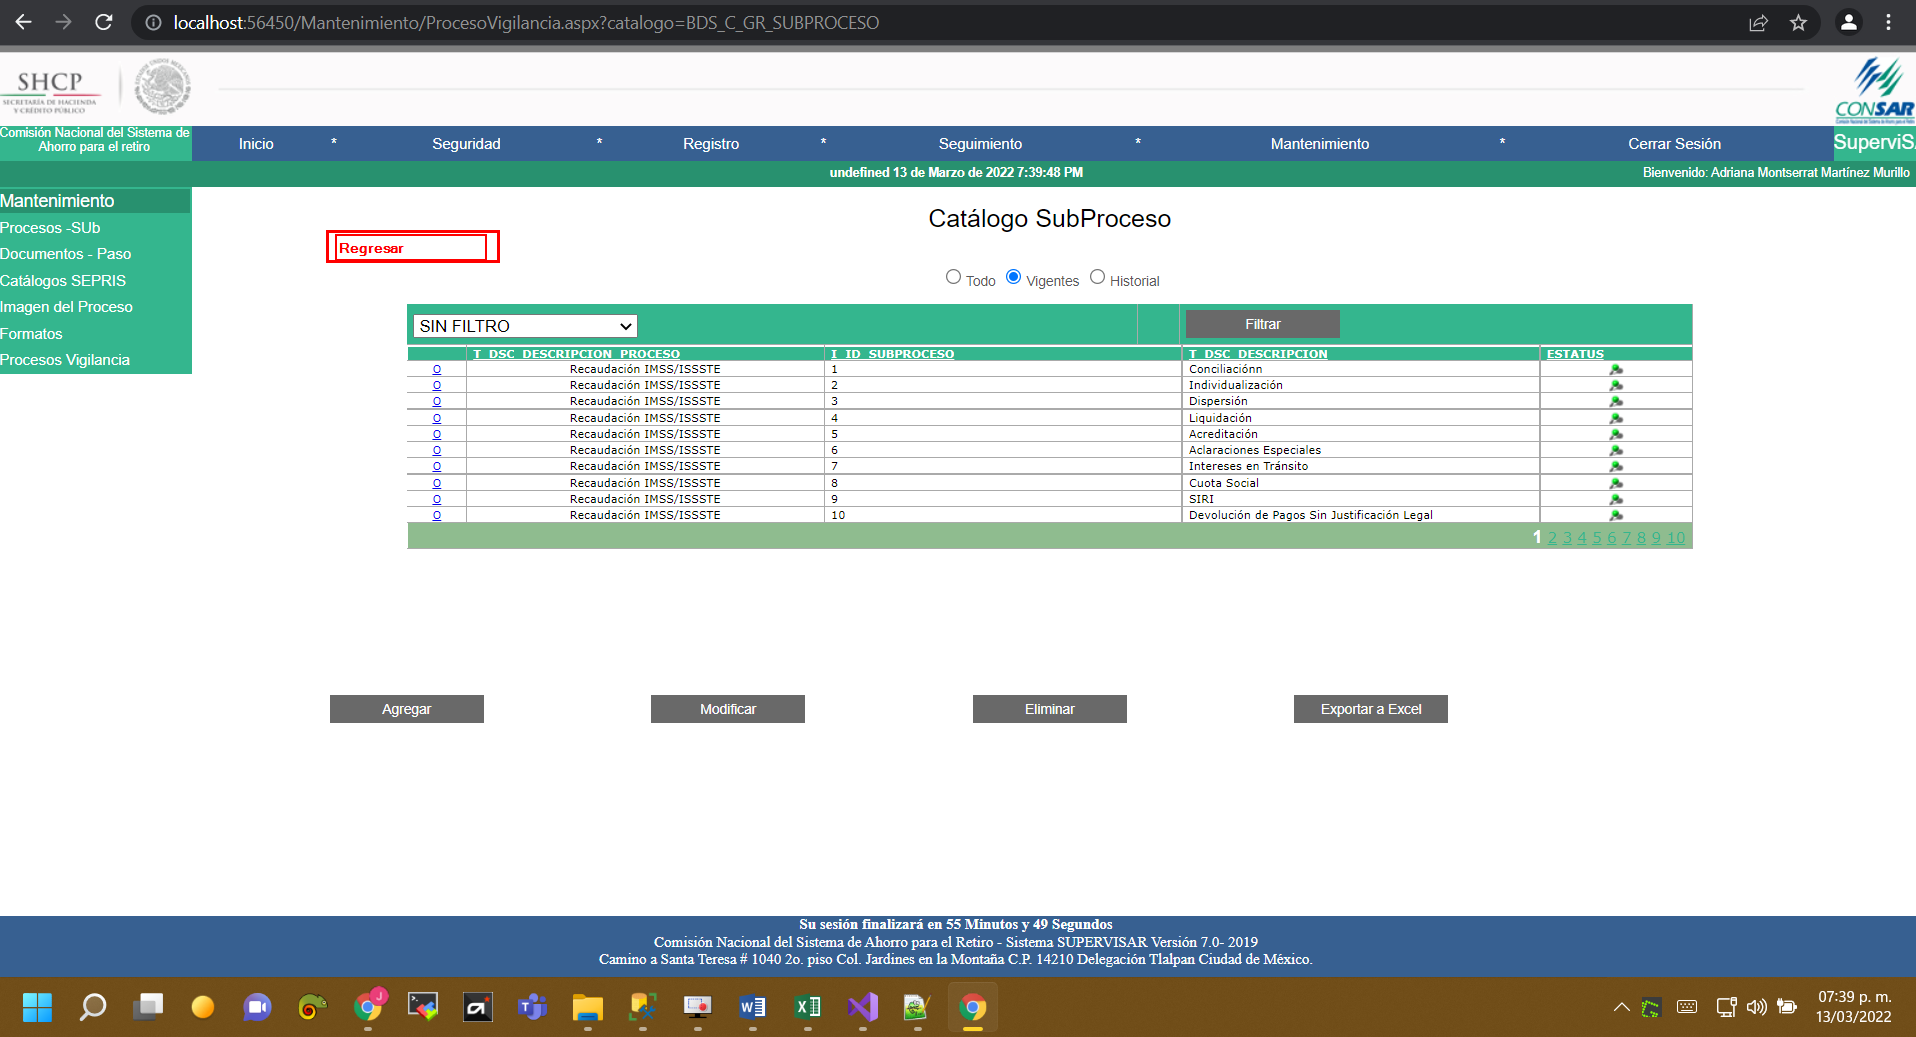 localhost:56450/Mantenimiento/ProcesoVigilancia.aspx?catalogo=BDS_C_GR_SUBPROCESO
SHCP
SECRETARÍA DE HACIENDA
Y CRÉDITO PÚBLICO
CONSAR
Comisión Nacional del Sistema de
Ahorro para el retiro
Inicio * Seguridad * Registro * Seguimiento * Mantenimiento * Cerrar Sesión
SuperviSA
undefined 13 de Marzo de 2022 7:39:48 PM
Bienvenido: Adriana Montserrat Martínez Murillo
Mantenimiento
Procesos -SUb
Documentos - Paso
Catálogos SEPRIS
Imagen del Proceso
Formatos
Procesos Vigilancia
Catálogo SubProceso
Regresar
Todo Vigentes Historial
SIN FILTRO
Filtrar
T_DSC_DESCRIPCION_PROCESO I_ID_SUBPROCESO T_DSC_DESCRIPCION ESTATUS
O Recaudación IMSS/ISSSTE 1 Conciliaciónn
O Recaudación IMSS/ISSSTE 2 Individualización
O Recaudación IMSS/ISSSTE 3 Dispersión
O Recaudación IMSS/ISSSTE 4 Liquidación
O Recaudación IMSS/ISSSTE 5 Acreditación
O Recaudación IMSS/ISSSTE 6 Aclaraciones Especiales
O Recaudación IMSS/ISSSTE 7 Intereses en Tránsito
O Recaudación IMSS/ISSSTE 8 Cuota Social
O Recaudación IMSS/ISSSTE 9 SIRI
O Recaudación IMSS/ISSSTE 10 Devolución de Pagos Sin Justificación Legal
1 2 3 4 5 6 7 8 9 10
Agregar Modificar Eliminar Exportar a Excel
Su sesión finalizará en 55 Minutos y 49 Segundos
Comisión Nacional del Sistema de Ahorro para el Retiro - Sistema SUPERVISAR Versión 7.0- 2019
Camino a Santa Teresa # 1040 2o. piso Col. Jardines en la Montaña C.P. 14210 Delegación Tlalpan Ciudad de México.
J
07:39 p. m.
13/03/2022